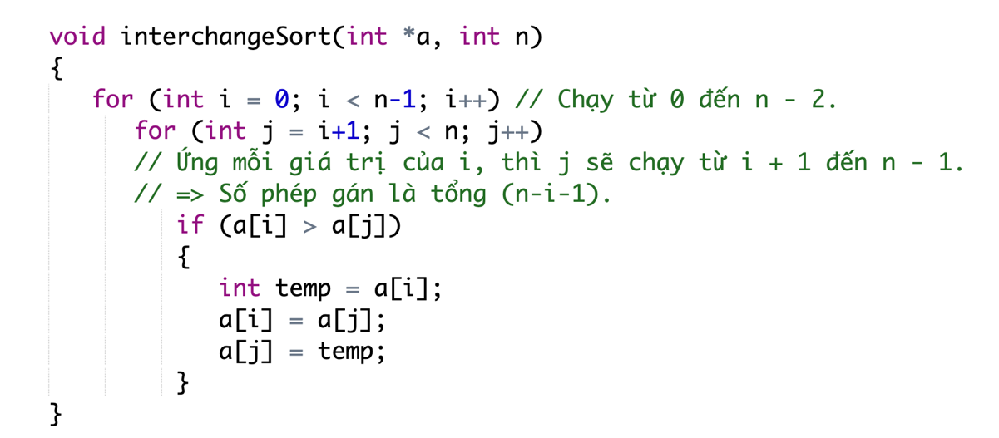 void interchangeSort(int *a, int n)
{
for (int i = 0; i < n-1; i++) // Chạy từ 0 đến n - 2.
for (int j = i+1; j < n; j++)
// Ứng mỗi giá trị của i, thì j sẽ chạy từ i + 1 đến n - 1.
// => Số phép gán là tổng (n-i-1).
if (a[i] > a[j])
{
int temp = a[i];
a[i] = a[j];
a[j] = temp;
}
}